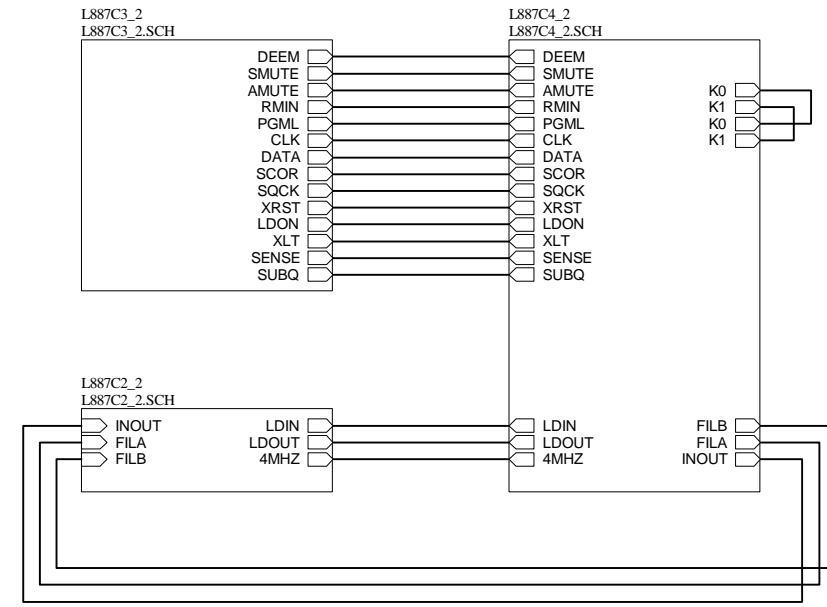 L887C3_2
L887C3_2.SCH
DEEM
SMUTE
AMUTE
RMIN
PGML
CLK
DATA
SCOR
SQCK
XRST
LDON
XLT
SENSE
SUBQ
L887C4_2
L887C4_2.SCH
DEEM
SMUTE
AMUTE
RMIN
PGML
CLK
DATA
SCOR
SQCK
XRST
LDON
XLT
SENSE
SUBQ
K0
K1
K0
K1
L887C2_2
L887C2_2.SCH
INOUT
FILA
FILB
LDIN
LDOUT
4MHZ
LDIN
LDOUT
4MHZ
FILB
FILA
INOUT